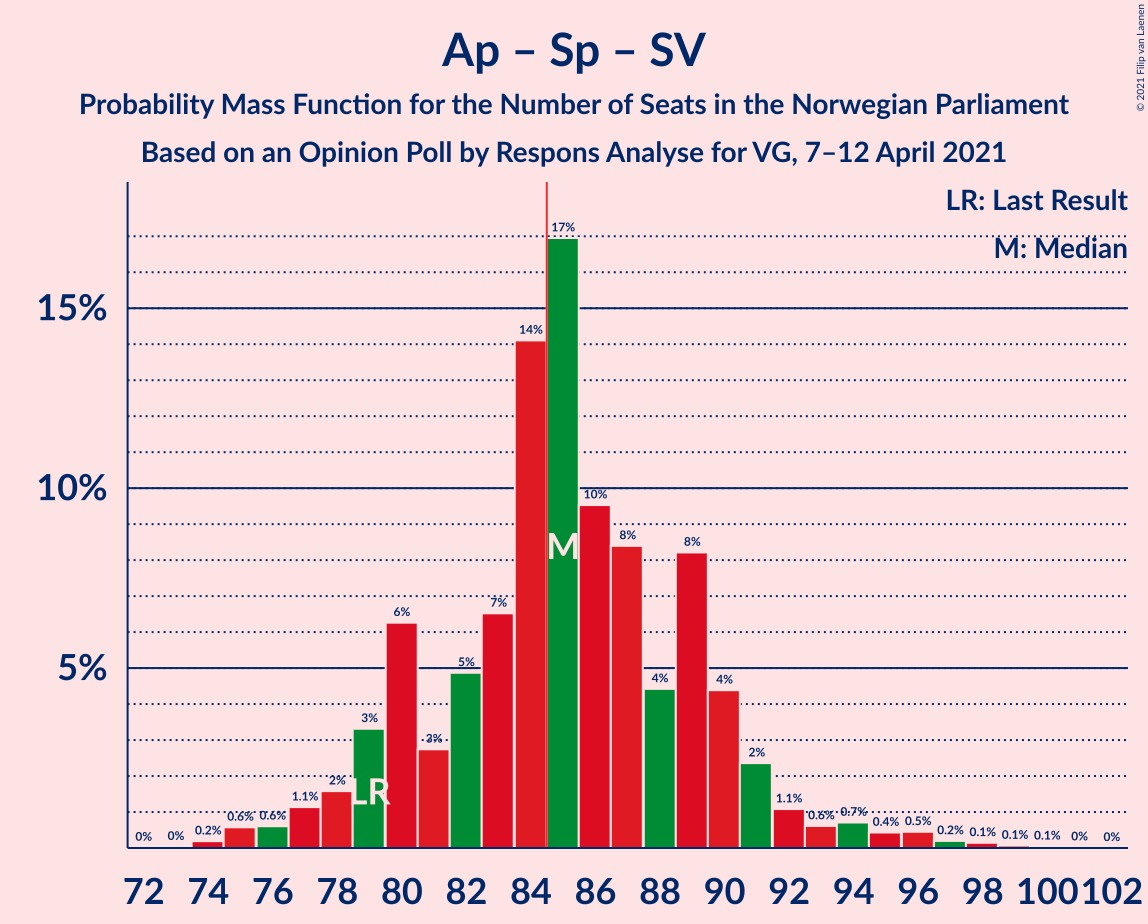 Ap – Sp – SV
Probability Mass Function for the Number of Seats in the Norwegian Parliament
Based on an Opinion Poll by Respons Analyse for VG, 7–12 April 2021
© 2021 Filip van Laenen
LR: Last Result
M: Median
15%
10%
5%
0% 0% 0.2% 0.6% 0.6% 1.1% 2% 3% 6% 3% 5% 7% 14% 17% 10% 8% 4% 8% 4% 2% 1.1% 0.6% 0.7% 0.4% 0.5% 0.2% 0.1% 0.1% 0.1% 0% 0%
LR
M
72 74 76 78 80 82 84 86 88 90 92 94 96 98 100 102